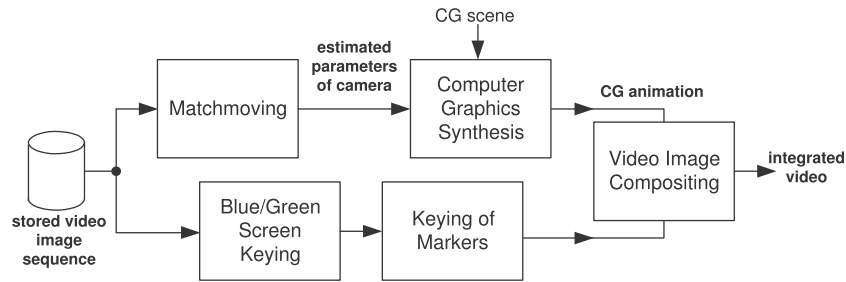 CG scene
estimated
parameters
of camera
Matchmoving
Computer
Graphics
Synthesis
CG animation
Video Image
Compositing
integrated
video
stored video
image
sequence
Blue/Green
Screen
Keying
Keying of
Markers